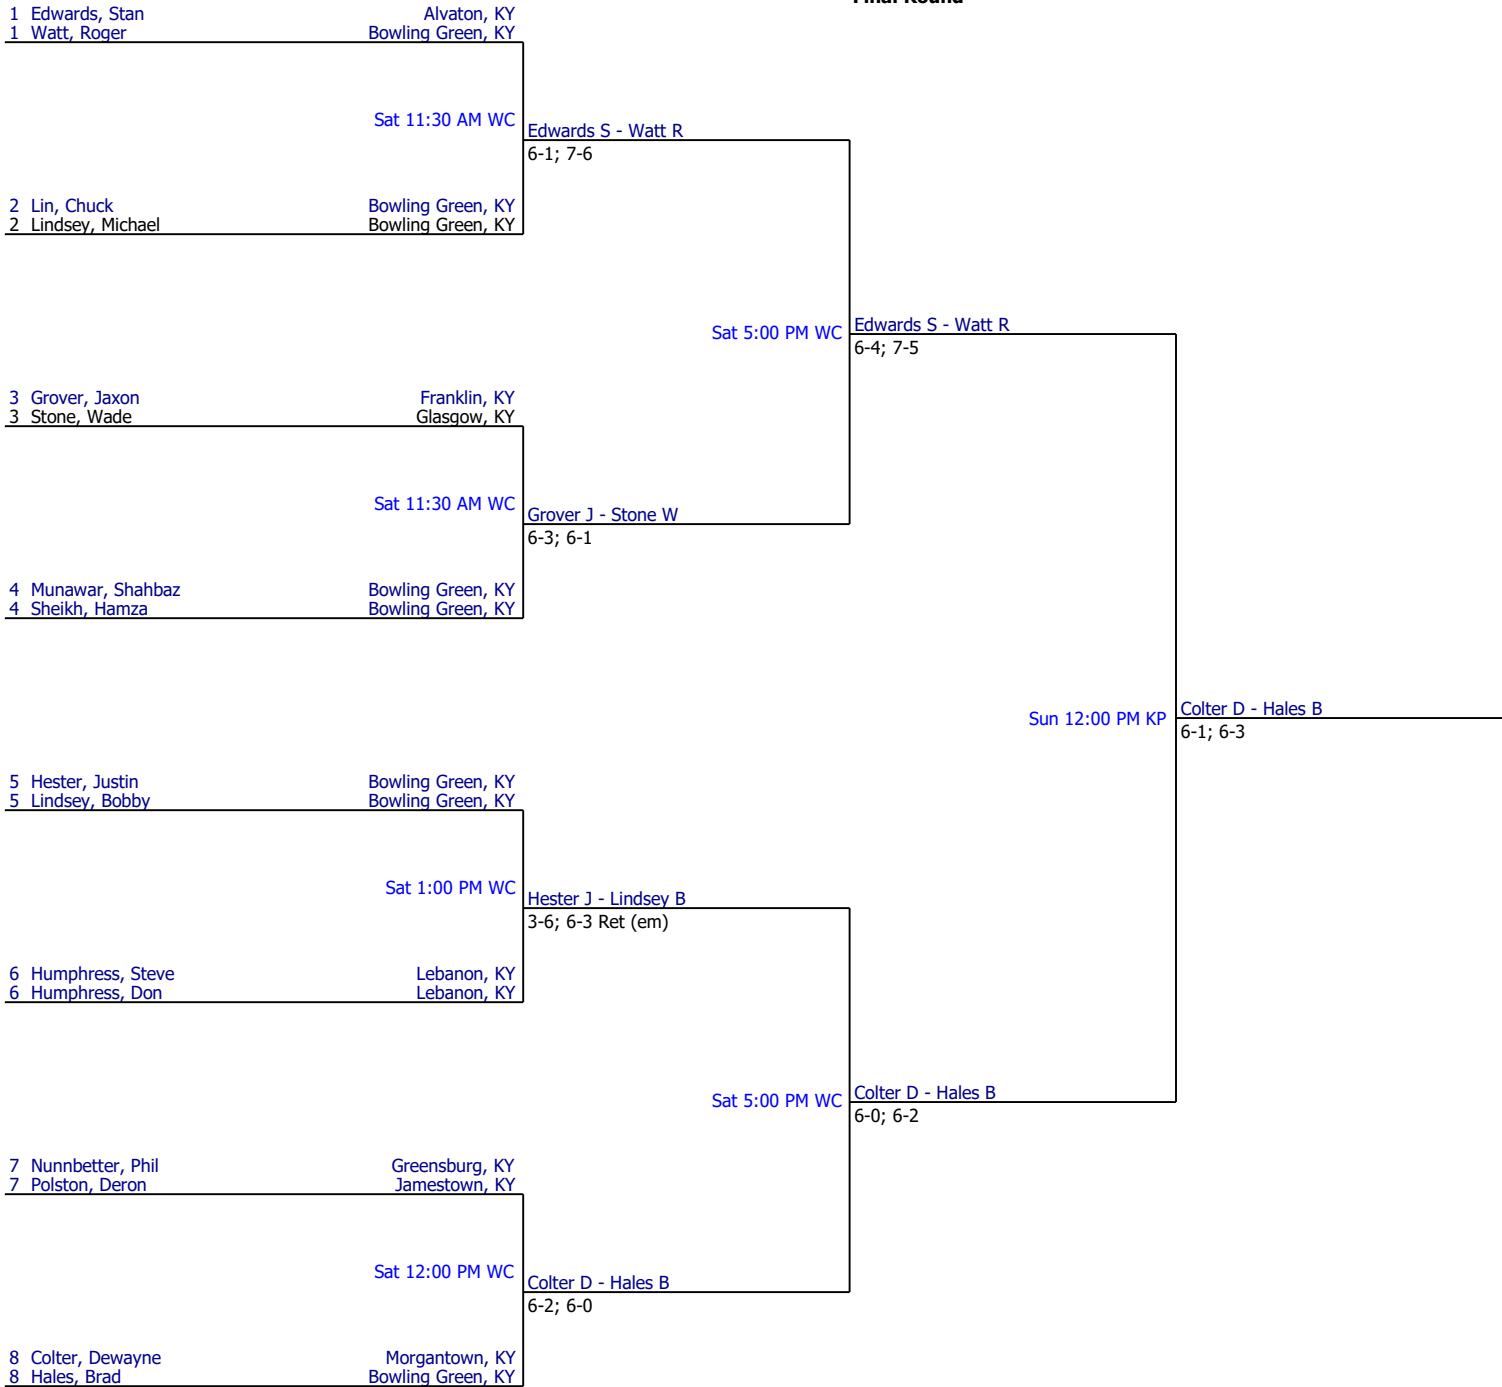 Final Round
1 Edwards, Stan Alvaton, KY
1 Watt, Roger Bowling Green, KY
Sat 11:30 AM WC
Edwards S - Watt R
6-1; 7-6
2 Lin, Chuck Bowling Green, KY
2 Lindsey, Michael Bowling Green, KY
Sat 5:00 PM WC
Edwards S - Watt R
6-4; 7-5
3 Grover, Jaxon Franklin, KY
3 Stone, Wade Glasgow, KY
Sat 11:30 AM WC
Grover J - Stone W
6-3; 6-1
4 Munawar, Shahbaz Bowling Green, KY
4 Sheikh, Hamza Bowling Green, KY
Sun 12:00 PM KP
Colter D - Hales B
6-1; 6-3
5 Hester, Justin Bowling Green, KY
5 Lindsey, Bobby Bowling Green, KY
Sat 1:00 PM WC
Hester J - Lindsey B
3-6; 6-3 Ret (em)
6 Humphress, Steve Lebanon, KY
6 Humphress, Don Lebanon, KY
Sat 5:00 PM WC
Colter D - Hales B
6-0; 6-2
7 Nunnbetter, Phil Greensburg, KY
7 Polston, Deron Jamestown, KY
Sat 12:00 PM WC
Colter D - Hales B
6-2; 6-0
8 Colter, Dewayne Morgantown, KY
8 Hales, Brad Bowling Green, KY